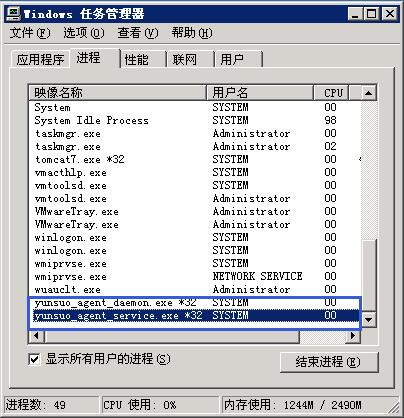 Windows 任务管理器
文件(F) 选项(O) 查看(V) 帮助(H)
应用程序 进程 性能 联网 用户
映像名称 用户名 CPU
System SYSTEM 00
System Idle Process SYSTEM 98
taskmgr.exe Administrator 00
taskmgr.exe Administrator 02
tomcat7.exe *32 SYSTEM 00
vmacthlp.exe SYSTEM 00
vmtoolsd.exe SYSTEM 00
vmtoolsd.exe Administrator 00
VMwareTray.exe Administrator 00
VMwareTray.exe Administrator 00
winlogon.exe SYSTEM 00
winlogon.exe SYSTEM 00
wmiprvse.exe SYSTEM 00
wmiprvse.exe NETWORK SERVICE 00
wuauclt.exe Administrator 00
yunsuo_agent_daemon.exe *32 SYSTEM 00
yunsuo_agent_service.exe *32 SYSTEM 00
显示所有用户的进程(S) 结束进程(E)
进程数: 49 CPU 使用: 0% 内存使用: 1244M / 2490M